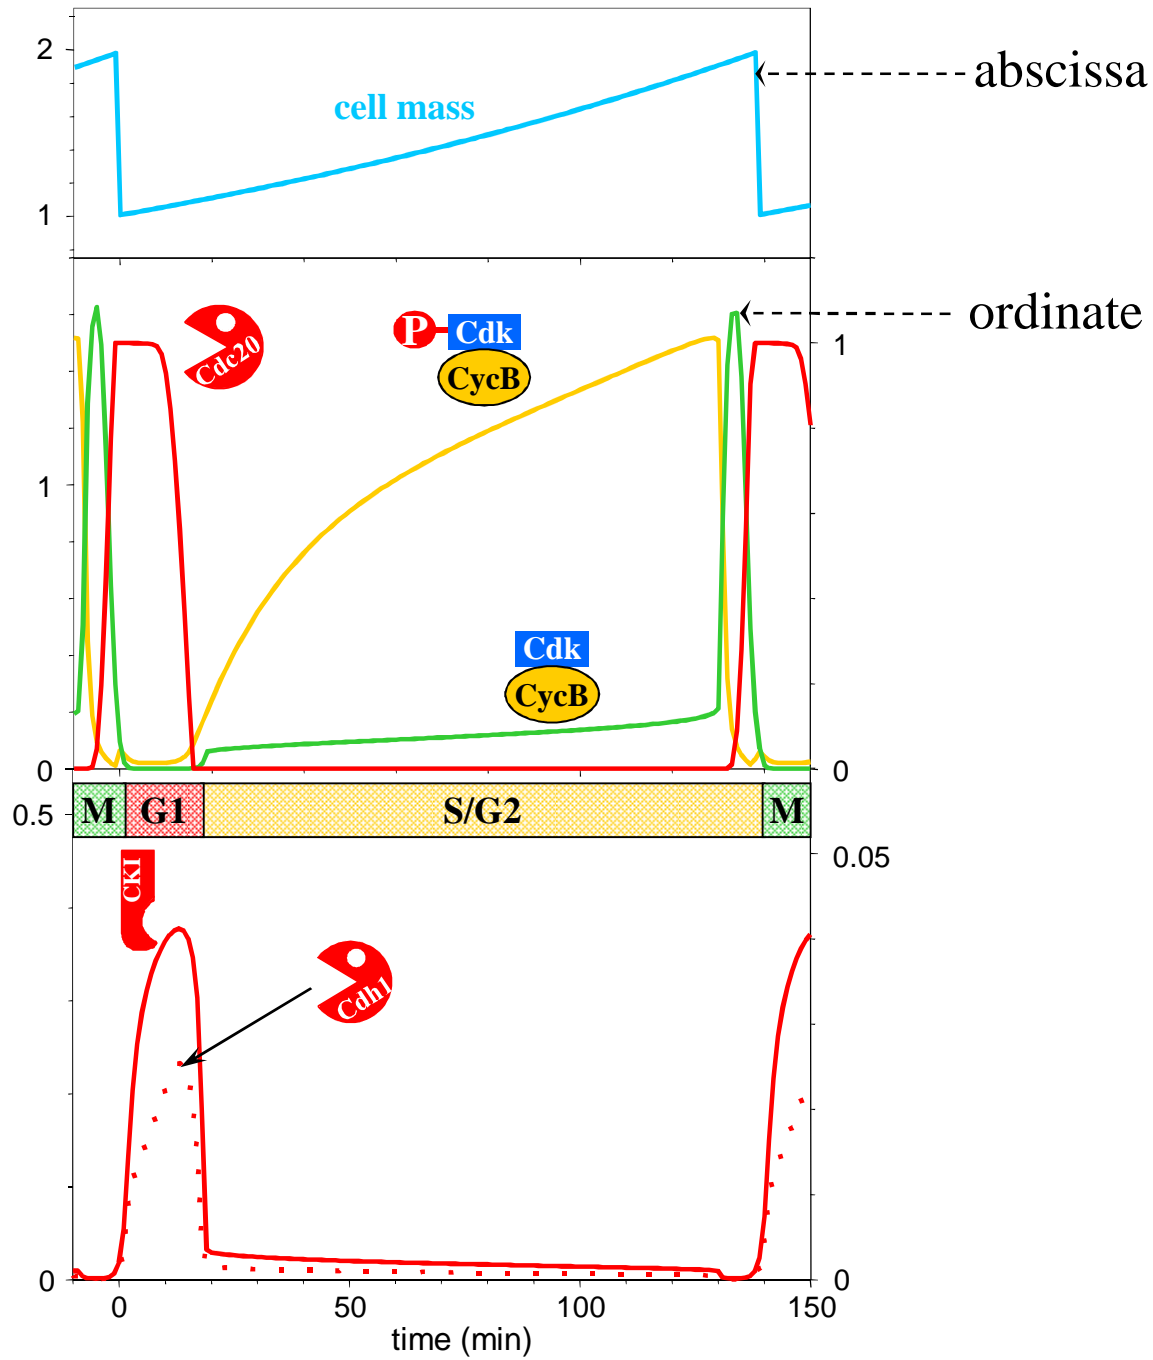 2
abscissa
cell mass
1
ordinate
P
Cdk
CycB
Cdc20
1
1
Cdk
CycB
0
0
M
G1
S/G2
M
0.5
0.05
CKI
Cdh1
0
0
0
50
100
150
time (min)